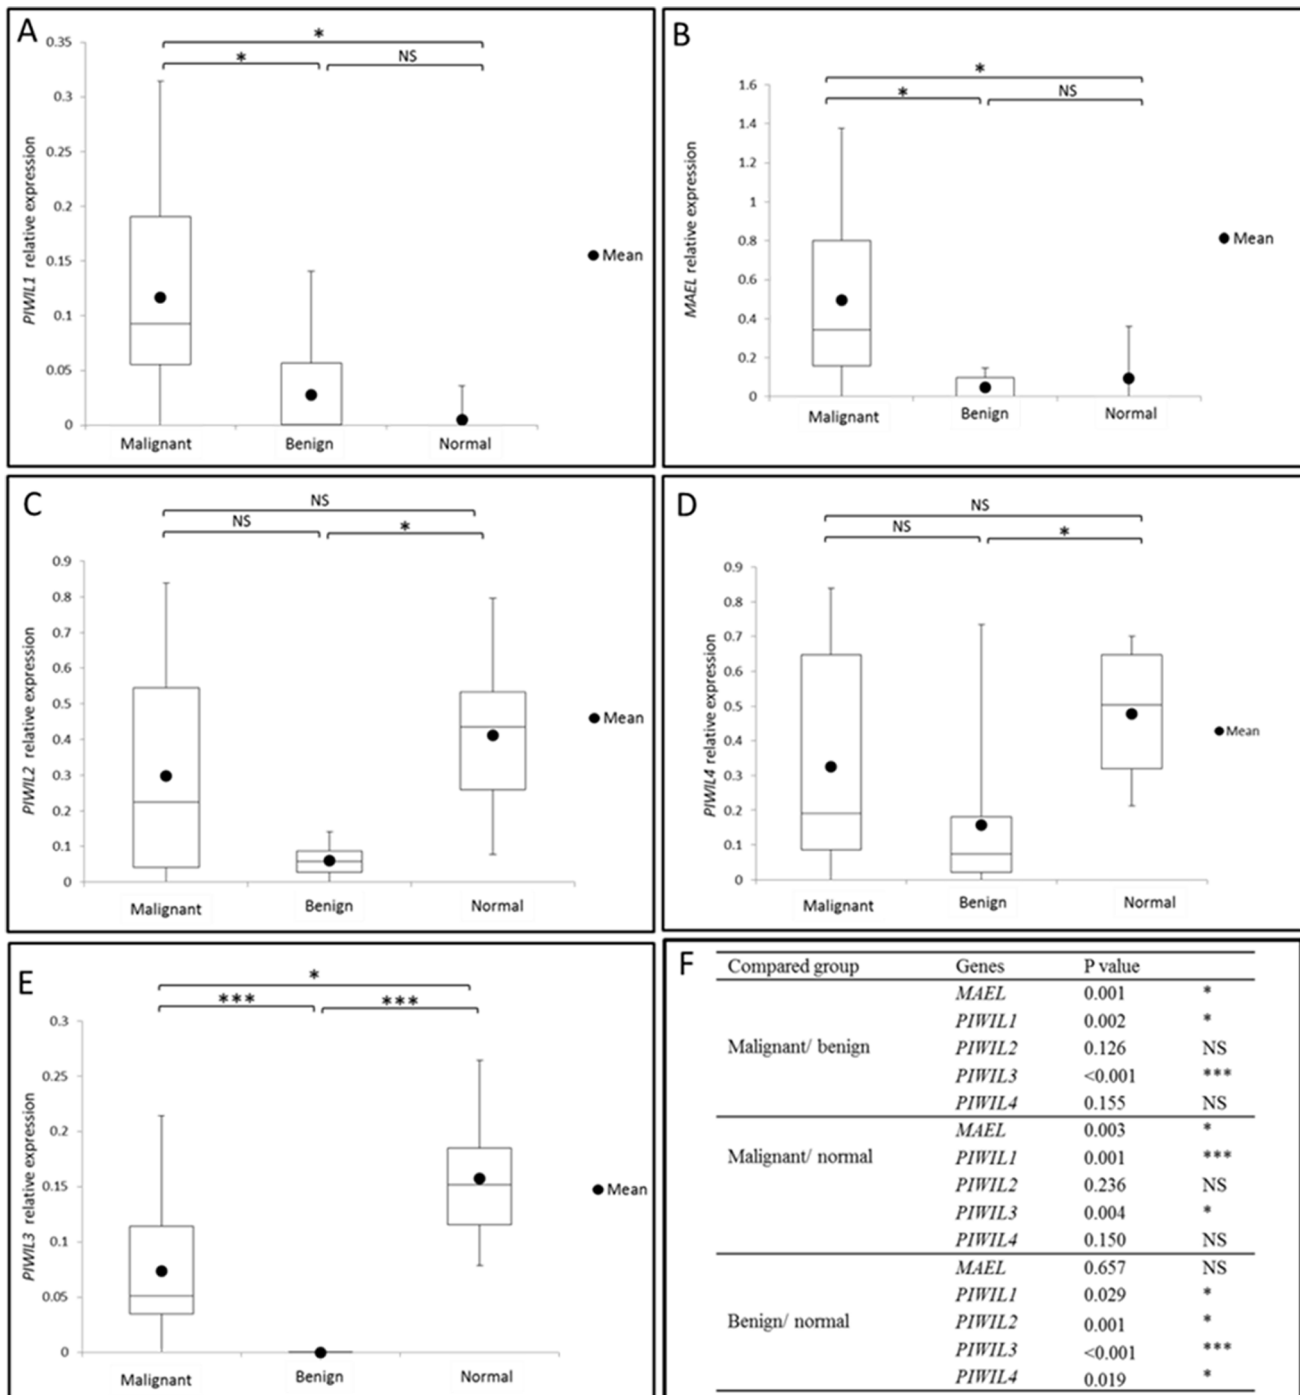 A
*
* NS
0.35
0.3
0.25
0.2
0.15
0.1
0.05
0
PIWIL1 relative expression
Mean
Malignant Benign Normal
B
*
* NS
1.6
1.4
1.2
1
0.8
0.6
0.4
0.2
0
MAEL relative expression
Mean
Malignant Benign Normal
C
NS
NS *
0.9
0.8
0.7
0.6
0.5
0.4
0.3
0.2
0.1
0
PIWIL2 relative expression
Mean
Malignant Benign Normal
D
NS
NS *
0.9
0.8
0.7
0.6
0.5
0.4
0.3
0.2
0.1
0
PIWIL4 relative expression
Mean
Malignant Benign Normal
E
*
*** ***
0.3
0.25
0.2
0.15
0.1
0.05
0
PIWIL3 relative expression
Mean
Malignant Benign Normal
F
Compared group Genes P value
MAEL 0.001 *
PIWIL1 0.002 *
Malignant/ benign PIWIL2 0.126 NS
PIWIL3 <0.001 ***
PIWIL4 0.155 NS
MAEL 0.003 *
Malignant/ normal PIWIL1 0.001 ***
PIWIL2 0.236 NS
PIWIL3 0.004 *
PIWIL4 0.150 NS
MAEL 0.657 NS
PIWIL1 0.029 *
Benign/ normal PIWIL2 0.001 *
PIWIL3 <0.001 ***
PIWIL4 0.019 *